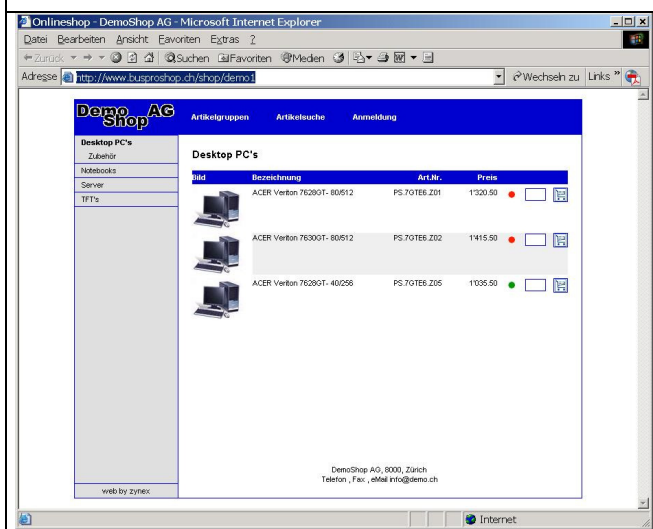 Onlineshop - DemoShop AG - Microsoft Internet Explorer
Datei Bearbeiten Ansicht Favoriten Extras ?
Zurück Suchen Favoriten Medien
Adresse http://www.busproshop.ch/shop/demo1 Wechseln zu Links »
Demo Shop AG
Artikelgruppen Artikelsuche Anmeldung
Desktop PC's
Zubehör
Notebooks
Server
TFT's
Desktop PC's
Bild Bezeichnung Art.Nr. Preis
ACER Veriton 7628GT- 80/512 PS.7GTE6.Z01 1'320.50
ACER Veriton 7630GT- 80/512 PS.7GTE6.Z02 1'415.50
ACER Veriton 7628GT- 40/256 PS.7GTE6.Z05 1'035.50
DemoShop AG, 8000, Zürich
Telefon , Fax , eMail info@demo.ch
web by zynex
Internet